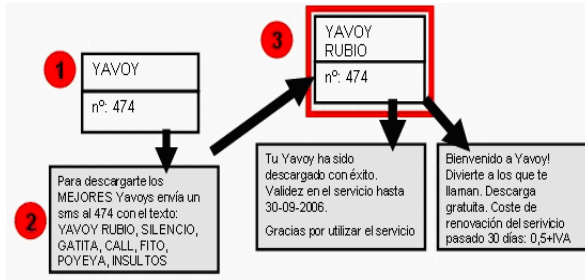 1
YAVOY
nº: 474
2
Para descargarte los
MEJORES Yavoys envía un
sms al 474 con el texto:
YAVOY RUBIO, SILENCIO,
GATITA, CALL, FITO,
POYEYA, INSULTOS
3
YAVOY
RUBIO
nº: 474
Tu Yavoy ha sido
descargado con éxito.
Validez en el servicio hasta
30-09-2006.
Gracias por utilizar el servicio
Bienvenido a Yavoy!
Divierte a los que te
llaman. Descarga
gratuita. Coste de
renovación del serivicio
pasado 30 días: 0,5+IVA